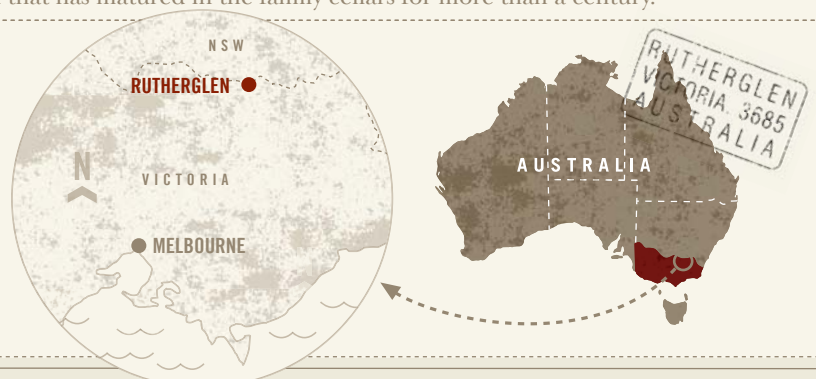 that has matured in the family cellars for more than a century.
NSW
RUTHERGLEN
N
VICTORIA
MELBOURNE
AUSTRALIA
RUTHERGLEN
VICTORIA, 3685
AUSTRALIA